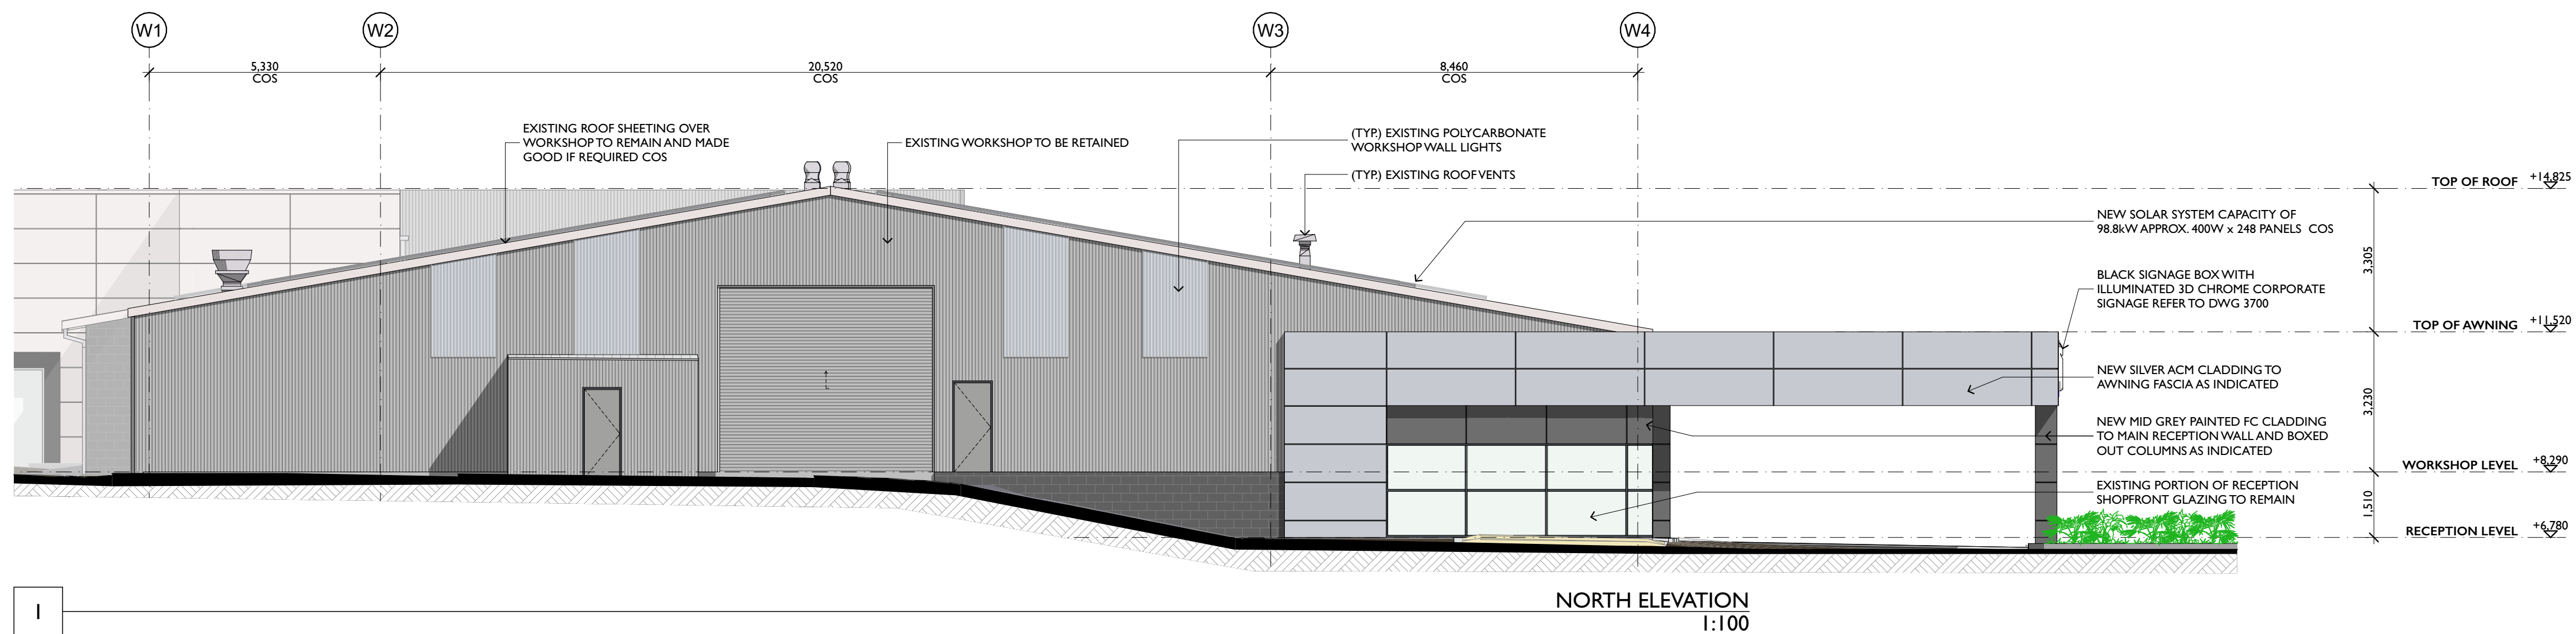 W1
W2
W3
W4
5,330
COS
20,520
COS
8,460
COS
EXISTING ROOF SHEETING OVER
WORKSHOP TO REMAIN AND MADE
GOOD IF REQUIRED COS
EXISTING WORKSHOP TO BE RETAINED
(TYP.) EXISTING POLYCARBONATE
WORKSHOP WALL LIGHTS
(TYP.) EXISTING ROOF VENTS
TOP OF ROOF
+14,825
NEW SOLAR SYSTEM CAPACITY OF
98.8kW APPROX. 400W x 248 PANELS COS
3,305
BLACK SIGNAGE BOX WITH
ILLUMINATED 3D CHROME CORPORATE
SIGNAGE REFER TO DWG 3700
TOP OF AWNING
+11,520
NEW SILVER ACM CLADDING TO
AWNING FASCIA AS INDICATED
3,230
NEW MID GREY PAINTED FC CLADDING
TO MAIN RECEPTION WALL AND BOXED
OUT COLUMNS AS INDICATED
WORKSHOP LEVEL
+8,290
EXISTING PORTION OF RECEPTION
SHOPFRONT GLAZING TO REMAIN
1,510
RECEPTION LEVEL
+6,780
1
NORTH ELEVATION
1:100